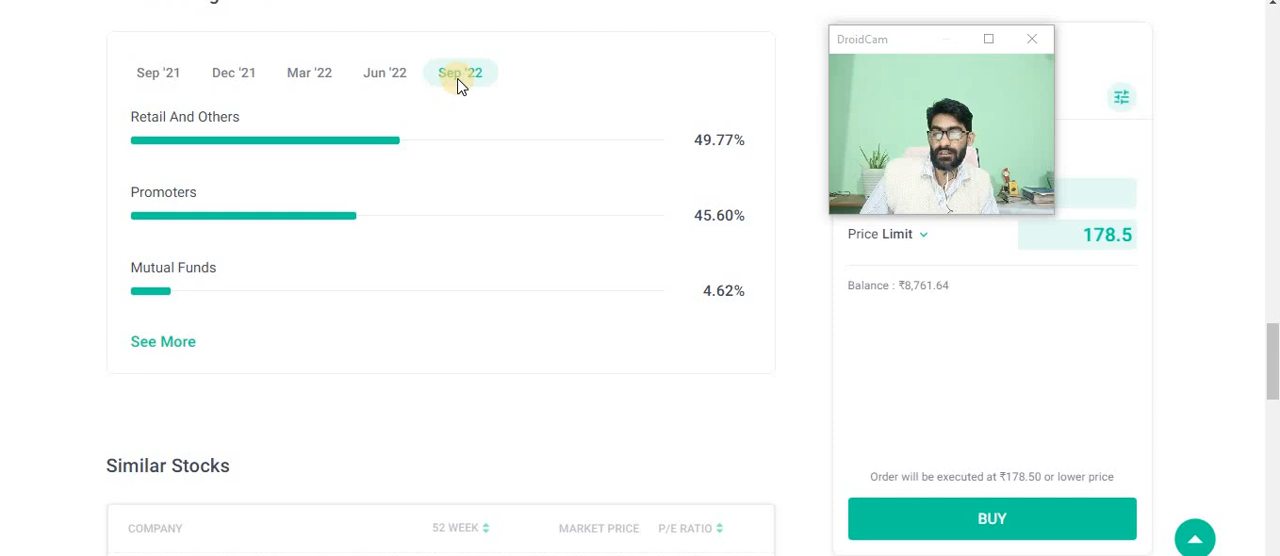 Sep '21 Dec '21 Mar '22 Jun '22 Sep '22
Retail And Others
49.77%
Promoters
45.60%
Mutual Funds
4.62%
See More
Similar Stocks
COMPANY 52 WEEK MARKET PRICE P/E RATIO
DroidCam
Price Limit 178.5
Balance : ₹8,761.64
Order will be executed at ₹178.50 or lower price
BUY